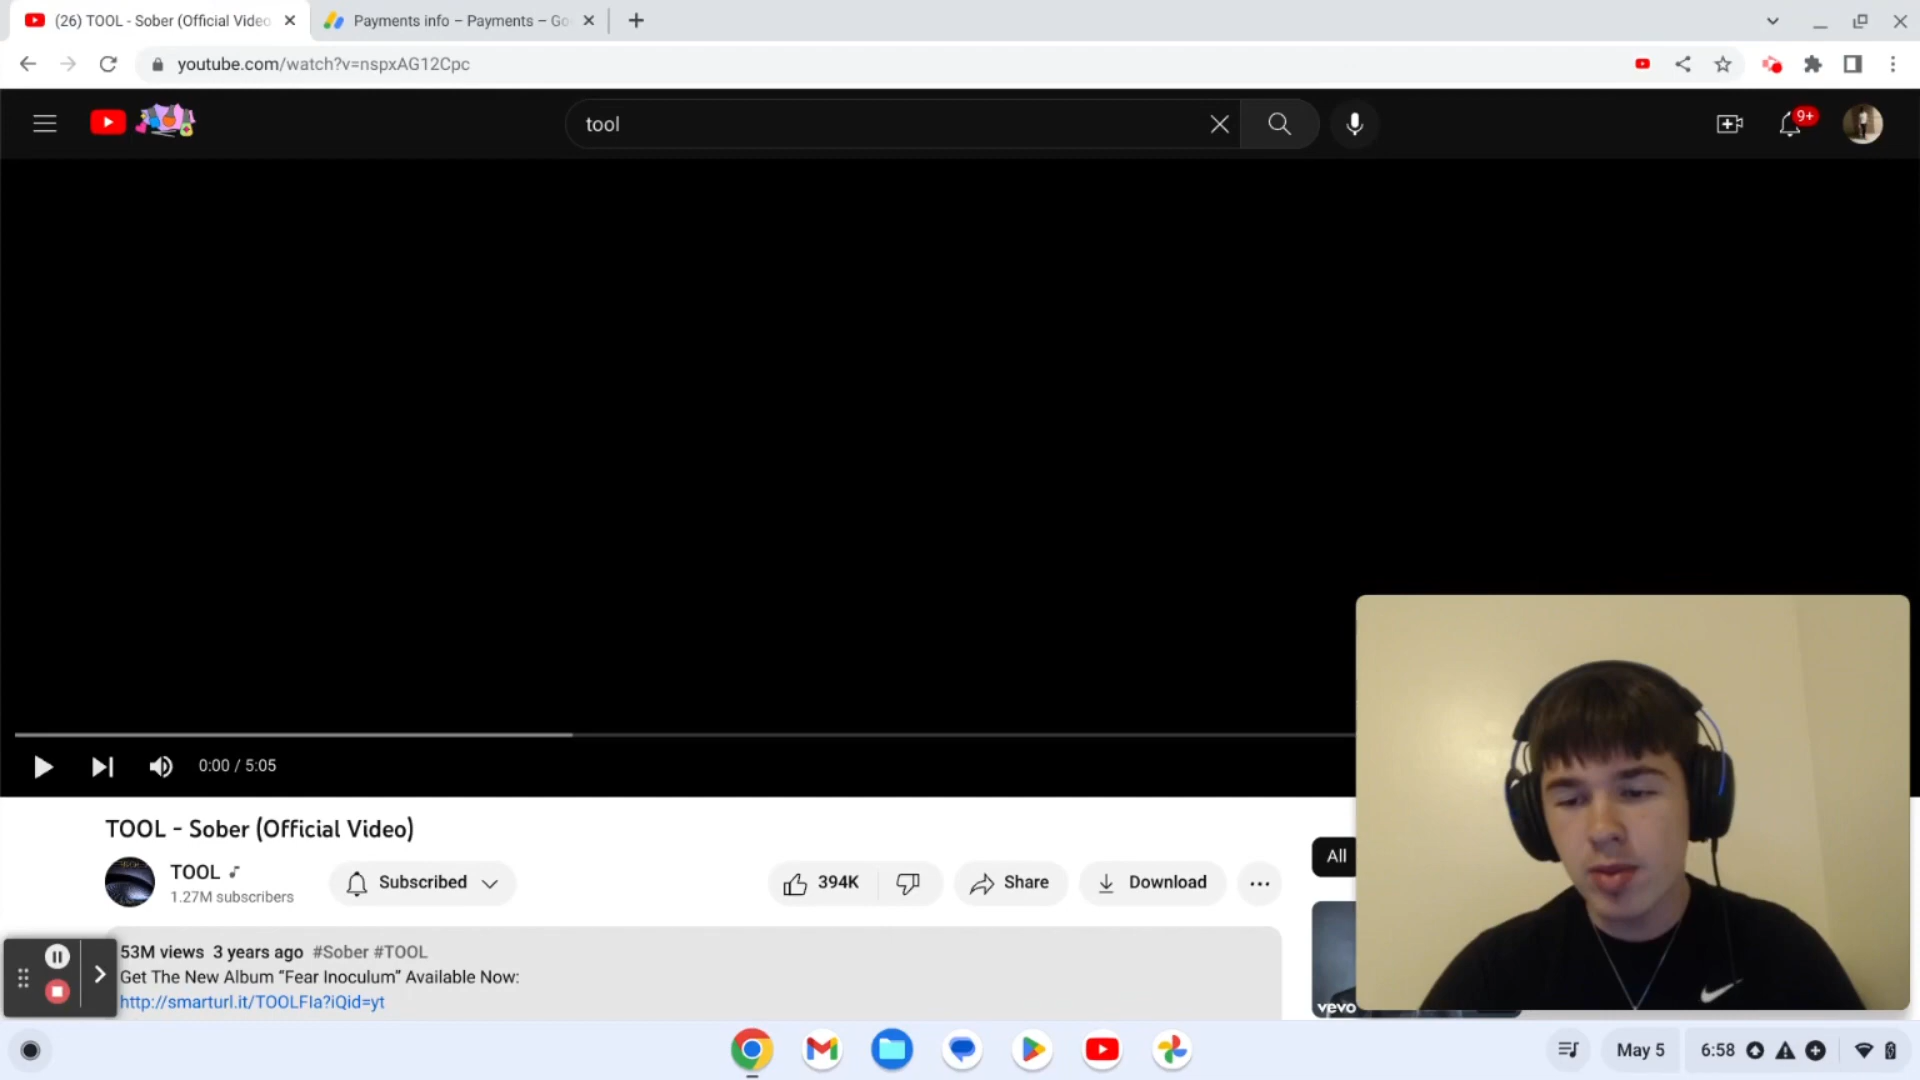 (26) TOOL - Sober (Official Video
Payments info – Payments – Go
youtube.com/watch?v=nspxAG12Cpc
tool
9+
0:00 / 5:05
TOOL - Sober (Official Video)
TOOL
1.27M subscribers
Subscribed
394K
Share
Download
All
53M views 3 years ago #Sober #TOOL
Get The New Album “Fear Inoculum” Available Now:
http://smarturl.it/TOOLFIa?iQid=yt
vevo
May 5
6:58